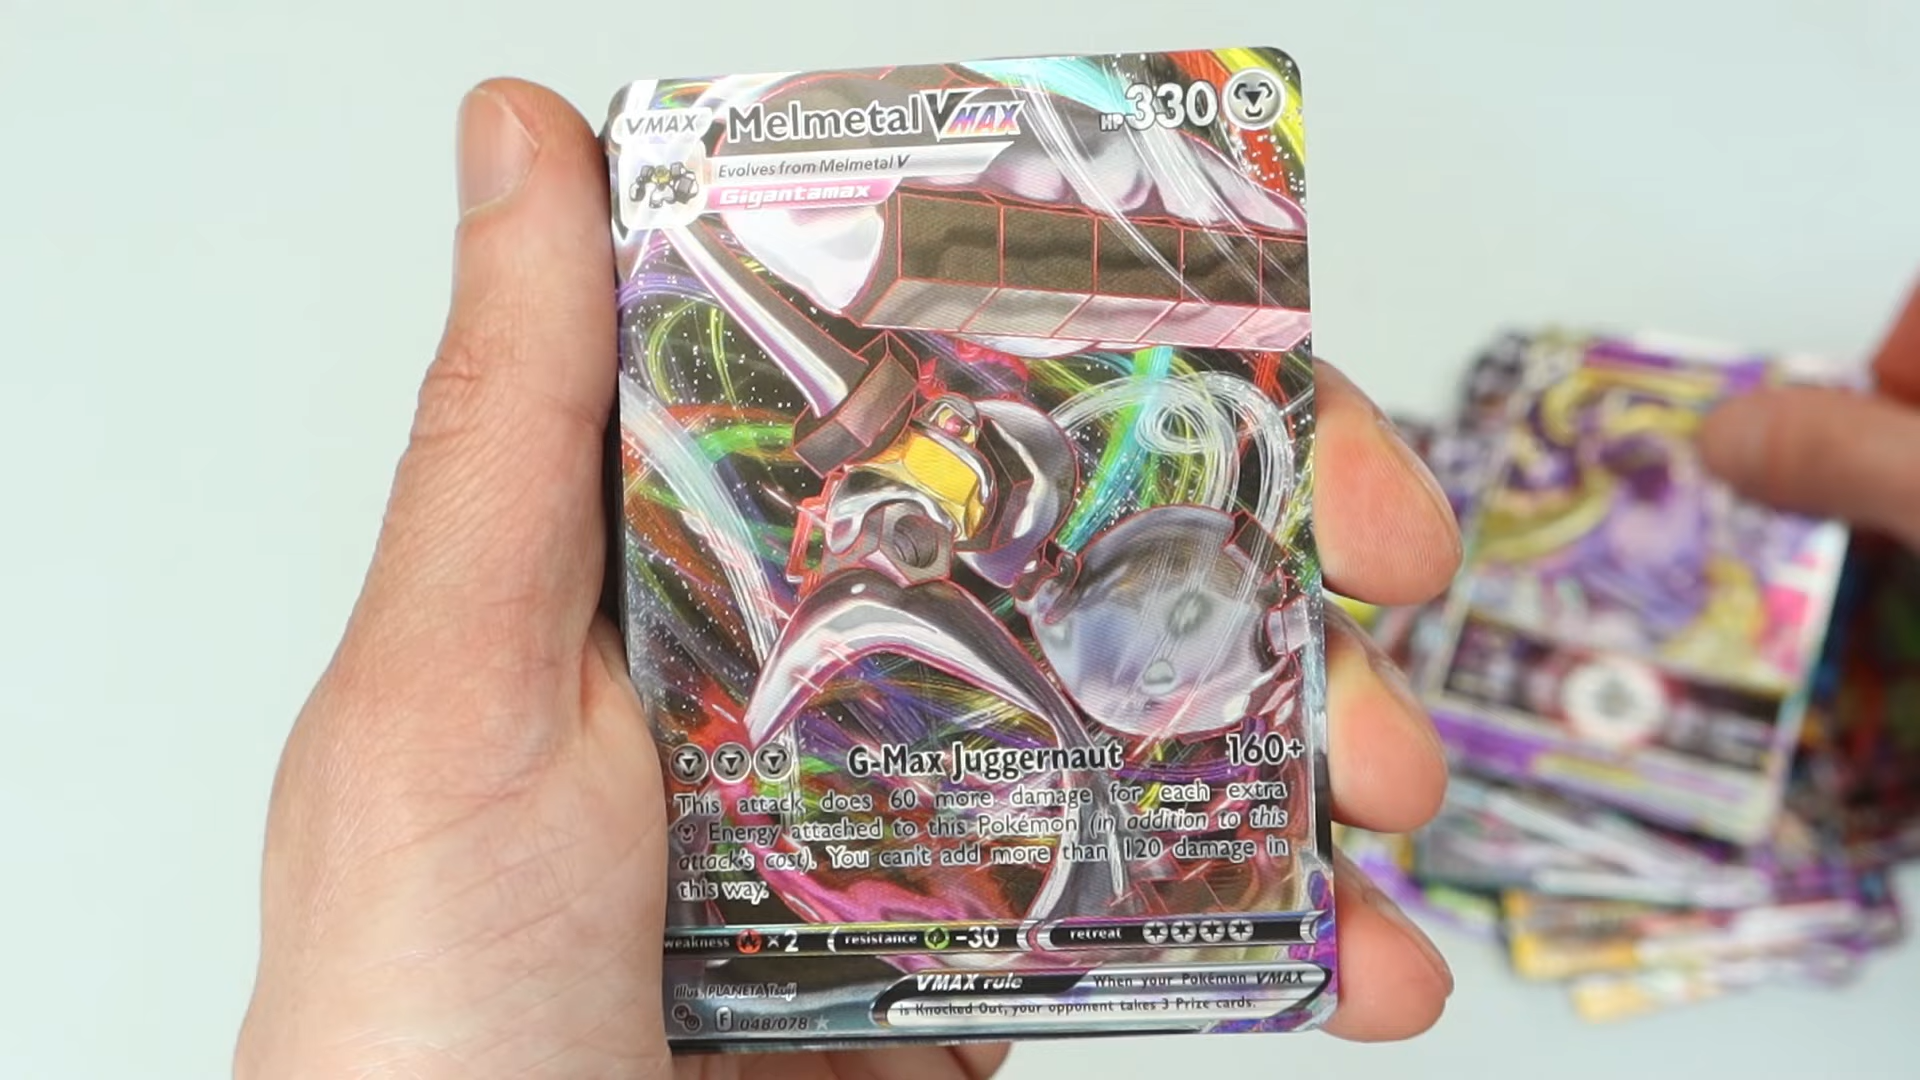 VMAX
Melmetal VMAX
HP 330
Evolves from Melmetal V
Gigantamax
G-Max Juggernaut 160+
This attack does 60 more damage for each extra
Energy attached to this Pokémon (in addition to this
attack's cost). You can't add more than 120 damage in
this way.
weakness ×2 resistance -30 retreat
Illus. PLANETA Tsuji
VMAX rule When your Pokémon VMAX
is Knocked Out, your opponent takes 3 Prize cards.
F 048/078